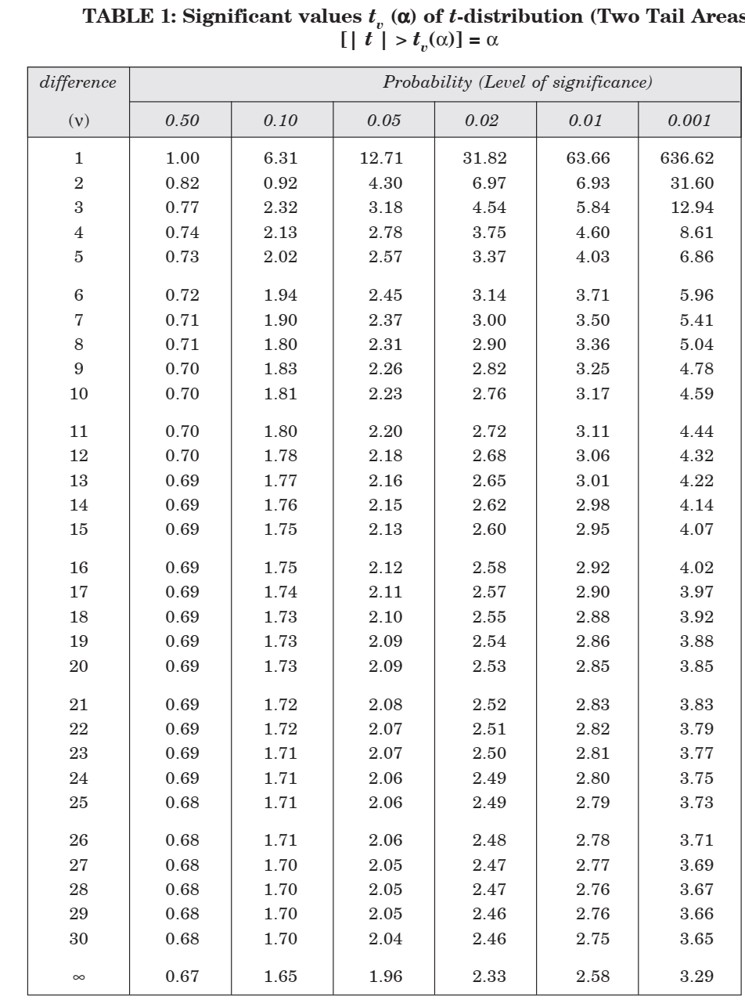 TABLE 1: Significant values t_v (α) of t-distribution (Two Tail Areas
[| t | > t_v(α)] = α
difference Probability (Level of significance)
(ν) 0.50 0.10 0.05 0.02 0.01 0.001
1 1.00 6.31 12.71 31.82 63.66 636.62
2 0.82 0.92 4.30 6.97 6.93 31.60
3 0.77 2.32 3.18 4.54 5.84 12.94
4 0.74 2.13 2.78 3.75 4.60 8.61
5 0.73 2.02 2.57 3.37 4.03 6.86
6 0.72 1.94 2.45 3.14 3.71 5.96
7 0.71 1.90 2.37 3.00 3.50 5.41
8 0.71 1.80 2.31 2.90 3.36 5.04
9 0.70 1.83 2.26 2.82 3.25 4.78
10 0.70 1.81 2.23 2.76 3.17 4.59
11 0.70 1.80 2.20 2.72 3.11 4.44
12 0.70 1.78 2.18 2.68 3.06 4.32
13 0.69 1.77 2.16 2.65 3.01 4.22
14 0.69 1.76 2.15 2.62 2.98 4.14
15 0.69 1.75 2.13 2.60 2.95 4.07
16 0.69 1.75 2.12 2.58 2.92 4.02
17 0.69 1.74 2.11 2.57 2.90 3.97
18 0.69 1.73 2.10 2.55 2.88 3.92
19 0.69 1.73 2.09 2.54 2.86 3.88
20 0.69 1.73 2.09 2.53 2.85 3.85
21 0.69 1.72 2.08 2.52 2.83 3.83
22 0.69 1.72 2.07 2.51 2.82 3.79
23 0.69 1.71 2.07 2.50 2.81 3.77
24 0.69 1.71 2.06 2.49 2.80 3.75
25 0.68 1.71 2.06 2.49 2.79 3.73
26 0.68 1.71 2.06 2.48 2.78 3.71
27 0.68 1.70 2.05 2.47 2.77 3.69
28 0.68 1.70 2.05 2.47 2.76 3.67
29 0.68 1.70 2.05 2.46 2.76 3.66
30 0.68 1.70 2.04 2.46 2.75 3.65
∞ 0.67 1.65 1.96 2.33 2.58 3.29